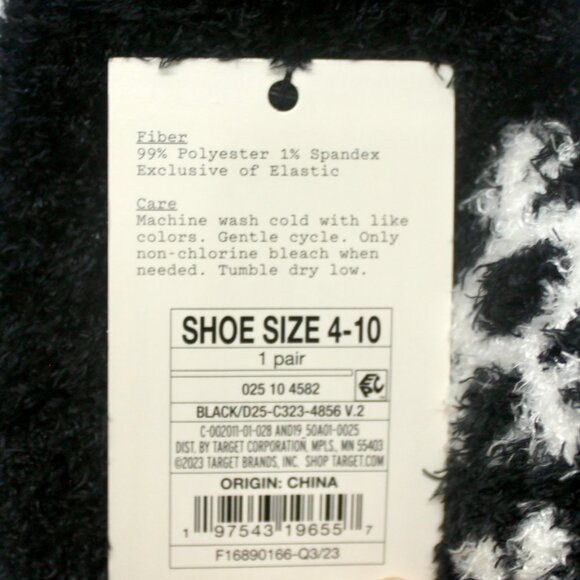 Fiber
99% Polyester 1% Spandex
Exclusive of Elastic
Care
Machine wash cold with like
colors. Gentle cycle. Only
non-chlorine bleach when
needed. Tumble dry low.
SHOE SIZE 4-10
1 pair
025 10 4582
BLACK/D25-C323-4856 V.2
C-002011-01-028 AND19_50A01-0025
DIST. BY TARGET CORPORATION, MPLS., MN 55403
©2023 TARGET BRANDS, INC. SHOP TARGET.COM
ORIGIN: CHINA
1 97543 19655 7
F16890166-Q3/23